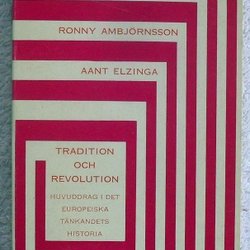 RONNY AMBJÖRNSSON
AANT ELZINGA
TRADITION
OCH
REVOLUTION
HUVUDDRAG I DET
EUROPEISKA
TÄNKANDETS
HISTORIA